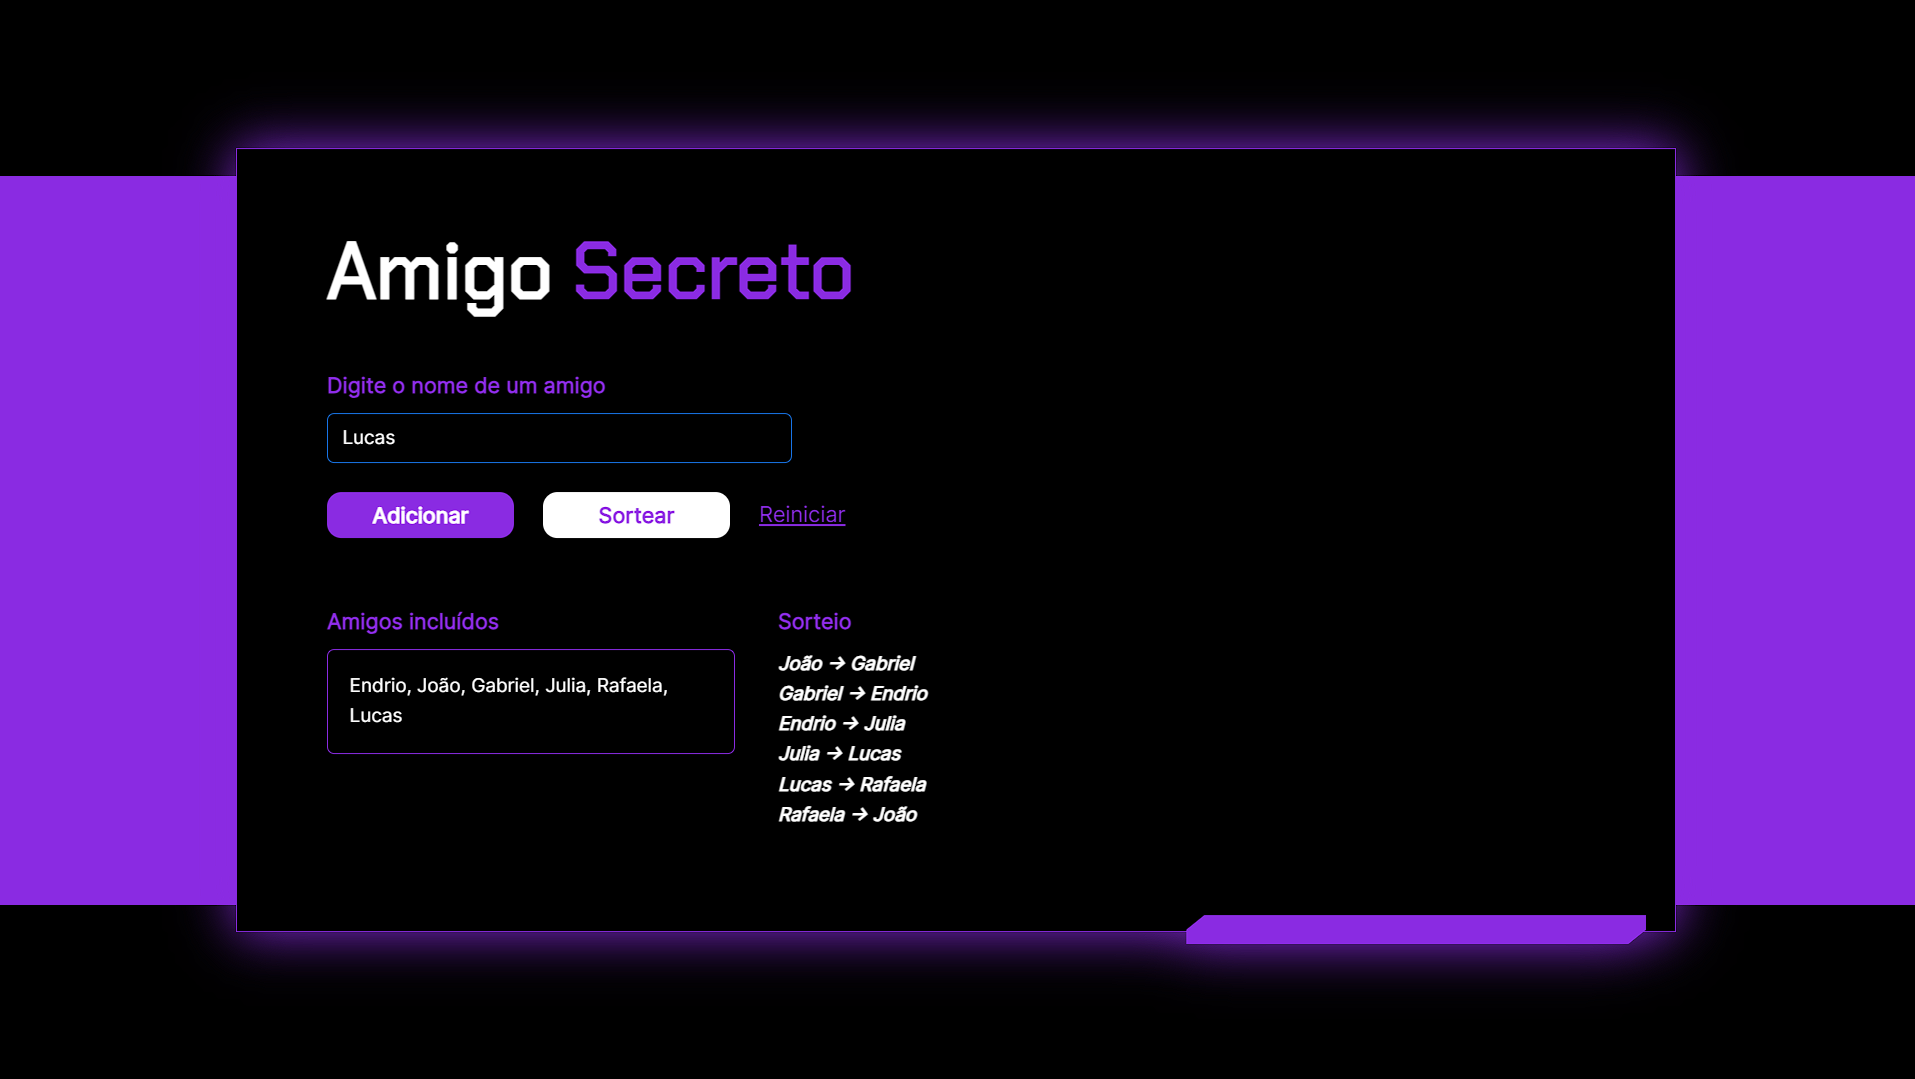 Amigo Secreto
Digite o nome de um amigo
Lucas
Adicionar
Sortear
Reiniciar
Amigos incluídos
Endrio, João, Gabriel, Julia, Rafaela,
Lucas
Sorteio
João → Gabriel
Gabriel → Endrio
Endrio → Julia
Julia → Lucas
Lucas → Rafaela
Rafaela → João